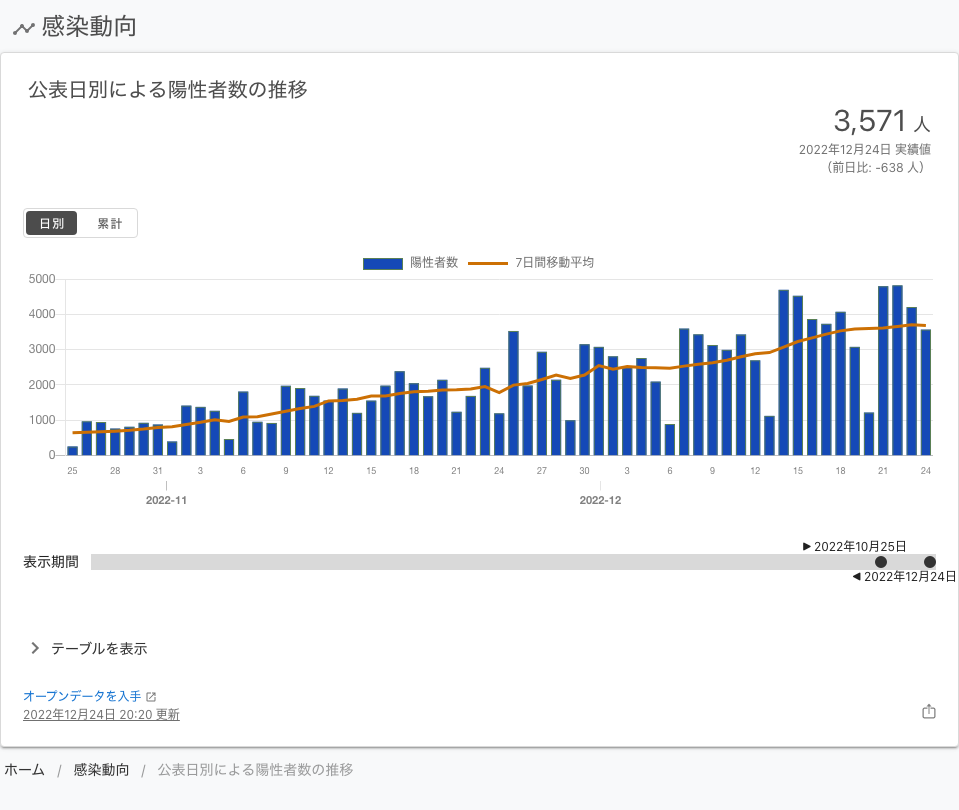 感染動向
公表日別による陽性者数の推移
3,571 人
2022年12月24日 実績値
（前日比: -638 人）
日別 累計
陽性者数 7日間移動平均
5000
4000
3000
2000
1000
0
25 28 31 3 6 9 12 15 18 21 24 27 30 3 6 9 12 15 18 21 24
2022-11 2022-12
2022年10月25日
表示期間
2022年12月24日
テーブルを表示
オープンデータを入手
2022年12月24日 20:20 更新
ホーム / 感染動向 / 公表日別による陽性者数の推移